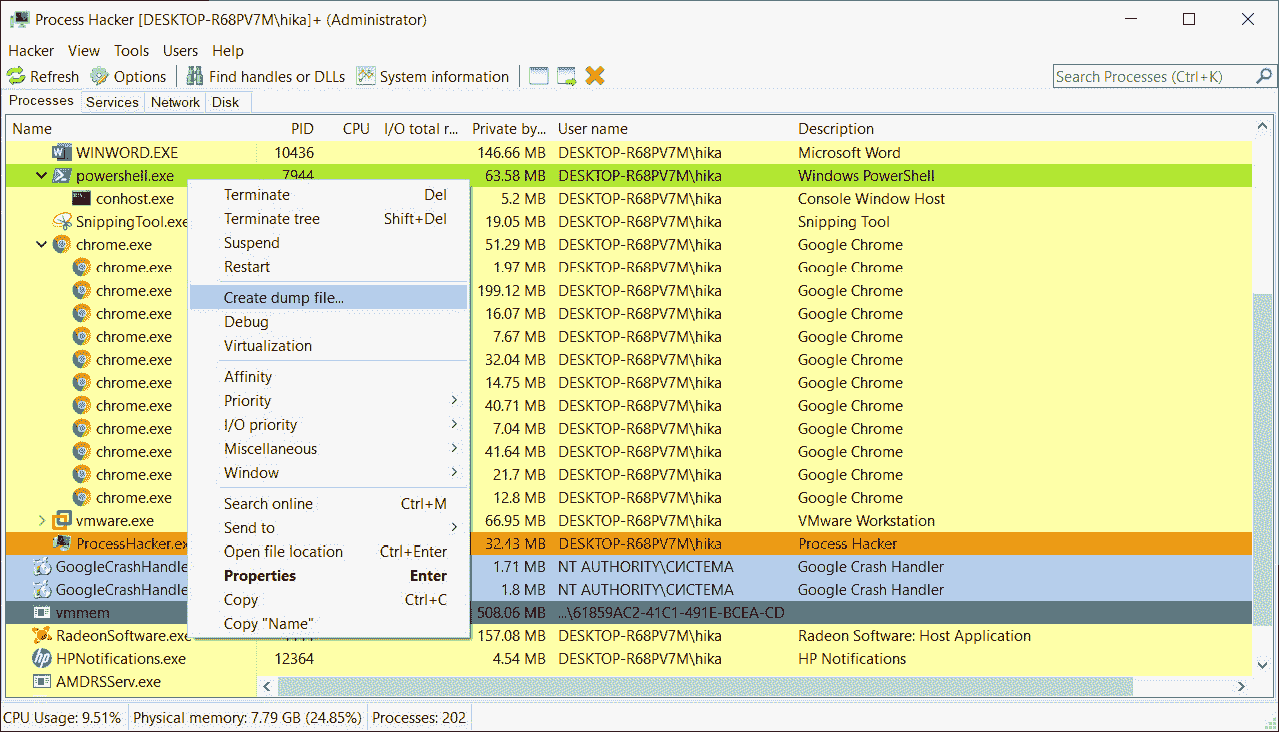 Process Hacker [DESKTOP-R68PV7M\hika]+ (Administrator)
Hacker View Tools Users Help
Refresh Options Find handles or DLLs System information Search Processes (Ctrl+K)
Processes Services Network Disk
Name PID CPU I/O total r... Private by... User name Description
WINWORD.EXE 10436 146.66 MB DESKTOP-R68PV7M\hika Microsoft Word
powershell.exe 7944 63.58 MB DESKTOP-R68PV7M\hika Windows PowerShell
conhost.exe 5.2 MB DESKTOP-R68PV7M\hika Console Window Host
SnippingTool.exe 19.05 MB DESKTOP-R68PV7M\hika Snipping Tool
chrome.exe 51.29 MB DESKTOP-R68PV7M\hika Google Chrome
chrome.exe 1.97 MB DESKTOP-R68PV7M\hika Google Chrome
chrome.exe 199.12 MB DESKTOP-R68PV7M\hika Google Chrome
chrome.exe 16.07 MB DESKTOP-R68PV7M\hika Google Chrome
chrome.exe 7.67 MB DESKTOP-R68PV7M\hika Google Chrome
chrome.exe 32.04 MB DESKTOP-R68PV7M\hika Google Chrome
chrome.exe 14.75 MB DESKTOP-R68PV7M\hika Google Chrome
chrome.exe 40.71 MB DESKTOP-R68PV7M\hika Google Chrome
chrome.exe 7.04 MB DESKTOP-R68PV7M\hika Google Chrome
chrome.exe 41.64 MB DESKTOP-R68PV7M\hika Google Chrome
chrome.exe 21.7 MB DESKTOP-R68PV7M\hika Google Chrome
chrome.exe 12.8 MB DESKTOP-R68PV7M\hika Google Chrome
vmware.exe 66.95 MB DESKTOP-R68PV7M\hika VMware Workstation
ProcessHacker.ex 32.43 MB DESKTOP-R68PV7M\hika Process Hacker
GoogleCrashHandle 1.71 MB NT AUTHORITY\СИСТЕМА Google Crash Handler
GoogleCrashHandle 1.8 MB NT AUTHORITY\СИСТЕМА Google Crash Handler
vmmem 508.06 MB ...\61859AC2-41C1-491E-BCEA-CD
RadeonSoftware.exe 157.08 MB DESKTOP-R68PV7M\hika Radeon Software: Host Application
HPNotifications.exe 12364 4.54 MB DESKTOP-R68PV7M\hika HP Notifications
AMDRSServ.exe
Terminate Del
Terminate tree Shift+Del
Suspend
Restart
Create dump file...
Debug
Virtualization
Affinity
Priority
I/O priority
Miscellaneous
Window
Search online Ctrl+M
Send to
Open file location Ctrl+Enter
Properties Enter
Copy Ctrl+C
Copy "Name"
CPU Usage: 9.51% Physical memory: 7.79 GB (24.85%) Processes: 202